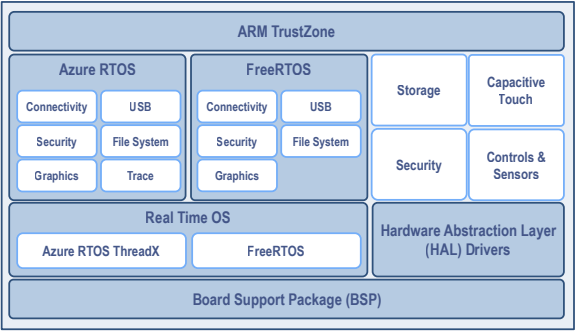 ARM TrustZone
Azure RTOS
Connectivity
USB
Security
File System
Graphics
Trace
FreeRTOS
Connectivity
USB
Security
File System
Graphics
Storage
Capacitive
Touch
Security
Controls &
Sensors
Real Time OS
Azure RTOS ThreadX
FreeRTOS
Hardware Abstraction Layer
(HAL) Drivers
Board Support Package (BSP)